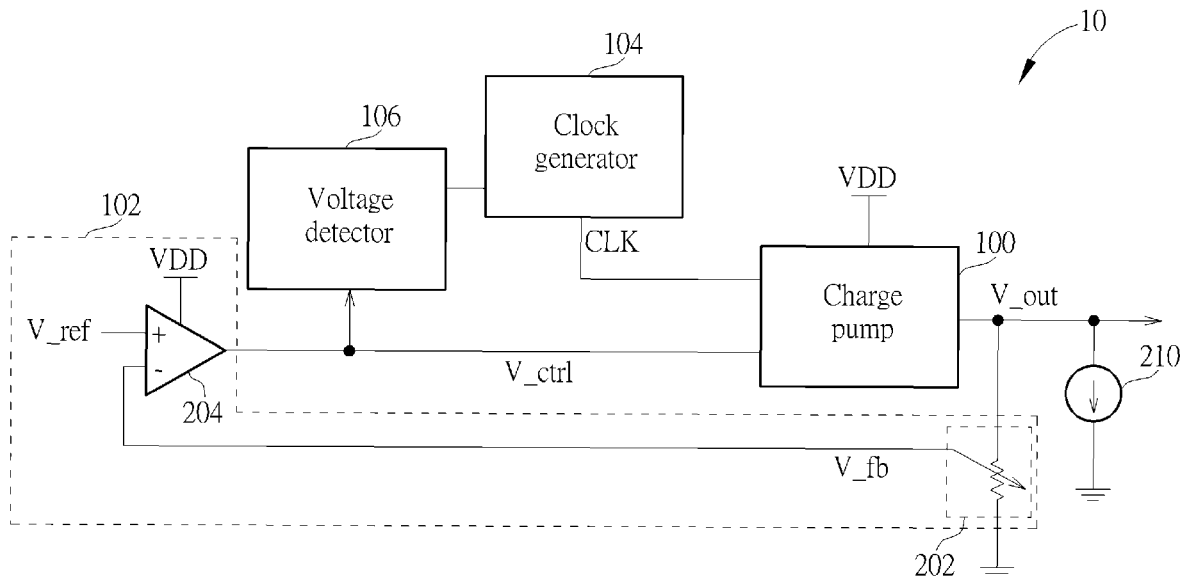 10
104
Clock
generator
106
Voltage
detector
VDD
102
CLK
100
VDD
Charge
pump
V_out
V_ref
+
-
204
V_ctrl
210
V_fb
202